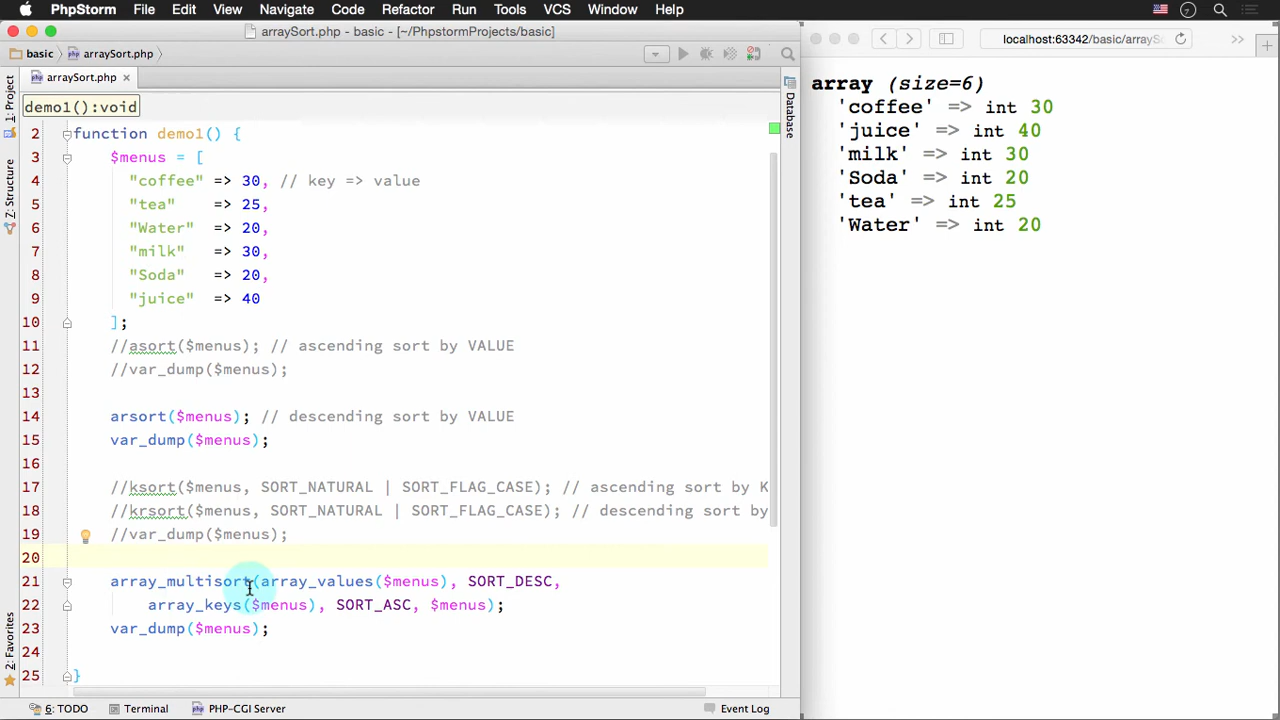 PhpStorm File Edit View Navigate Code Refactor Run Tools VCS Window Help
arraySort.php - basic - [~/PhpstormProjects/basic]
basic arraySort.php
arraySort.php
demo1():void
1: Project
Z: Structure
2: Favorites
2 function demo1() {
3 $menus = [
4 "coffee" => 30, // key => value
5 "tea" => 25,
6 "Water" => 20,
7 "milk" => 30,
8 "Soda" => 20,
9 "juice" => 40
10 ];
11 //asort($menus); // ascending sort by VALUE
12 //var_dump($menus);
13
14 arsort($menus); // descending sort by VALUE
15 var_dump($menus);
16
17 //ksort($menus, SORT_NATURAL | SORT_FLAG_CASE); // ascending sort by K
18 //krsort($menus, SORT_NATURAL | SORT_FLAG_CASE); // descending sort by
19 //var_dump($menus);
20
21 array_multisort(array_values($menus), SORT_DESC,
22 array_keys($menus), SORT_ASC, $menus);
23 var_dump($menus);
24
25 }
Database
6: TODO Terminal PHP-CGI Server Event Log
localhost:63342/basic/arrayS
array (size=6)
'coffee' => int 30
'juice' => int 40
'milk' => int 30
'Soda' => int 20
'tea' => int 25
'Water' => int 20